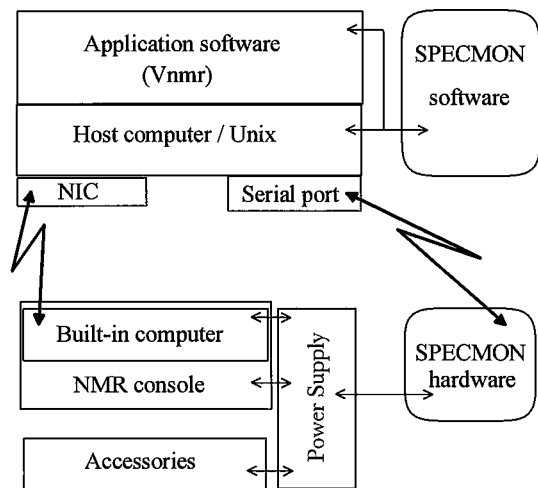 Application software
(Vnmr)
SPECMON
software
Host computer / Unix
NIC
Serial port
Built-in computer
NMR console
Power Supply
SPECMON
hardware
Accessories